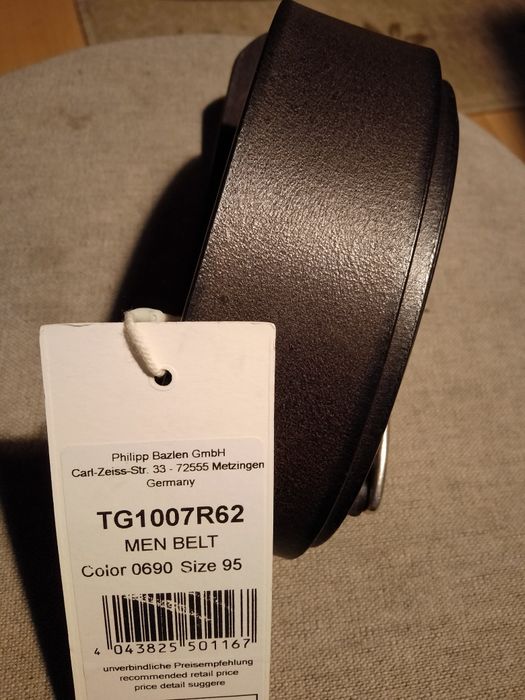 Philipp Bazlen GmbH
Carl-Zeiss-Str. 33 - 72555 Metzingen
Germany
TG1007R62
MEN BELT
Color 0690 Size 95
4 043825 501167
unverbindliche Preisempfehlung
recommended retail price
price detail suggere